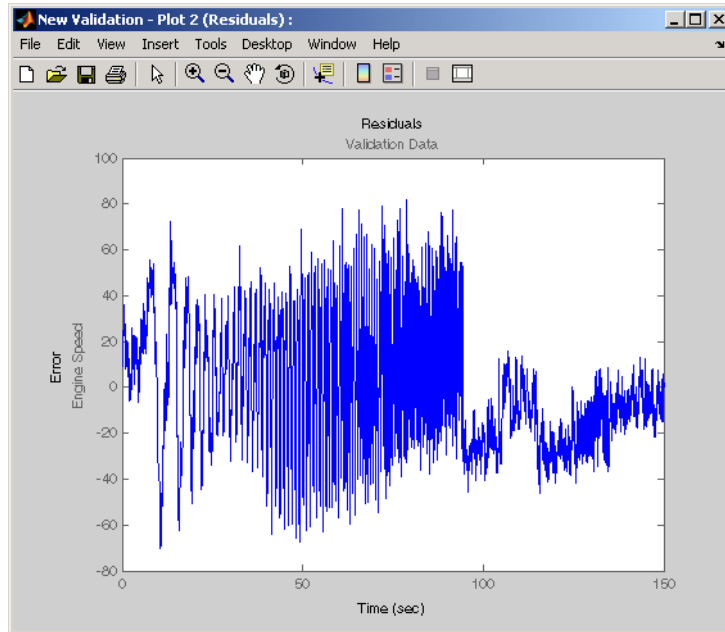 New Validation - Plot 2 (Residuals) :
File Edit View Insert Tools Desktop Window Help
Residuals
Validation Data
100
80
60
40
20
0
-20
-40
-60
-80
Error
Engine Speed
0 50 100 150
Time (sec)